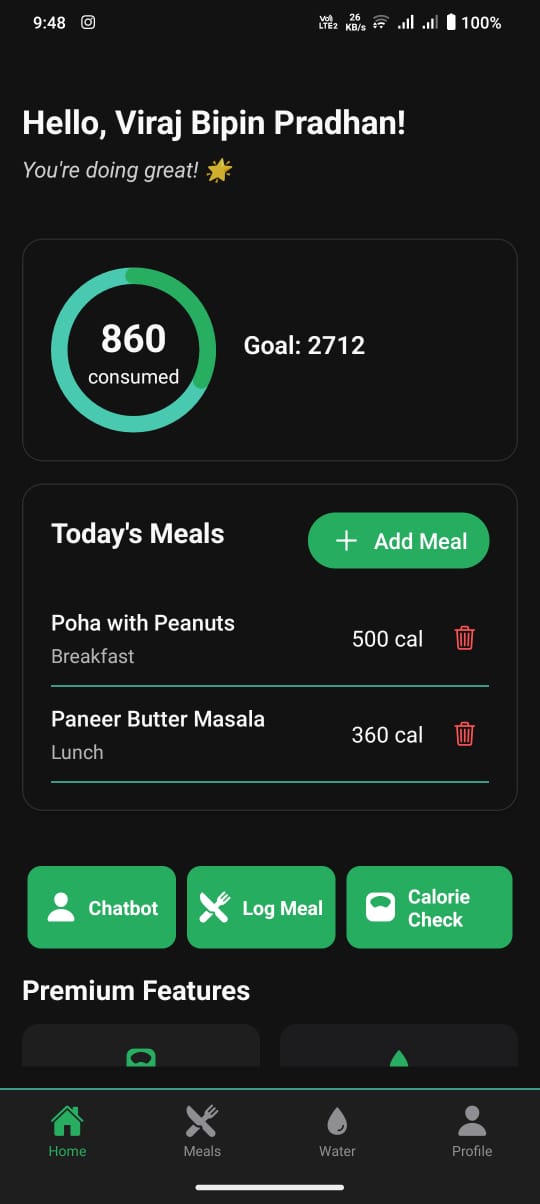 9:48
Vo))
LTE2
26
KB/s
100%
Hello, Viraj Bipin Pradhan!
You're doing great! 🌟
860
consumed
Goal: 2712
Today's Meals
+ Add Meal
Poha with Peanuts
Breakfast
500 cal
Paneer Butter Masala
Lunch
360 cal
Chatbot
Log Meal
Calorie
Check
Premium Features
Home
Meals
Water
Profile